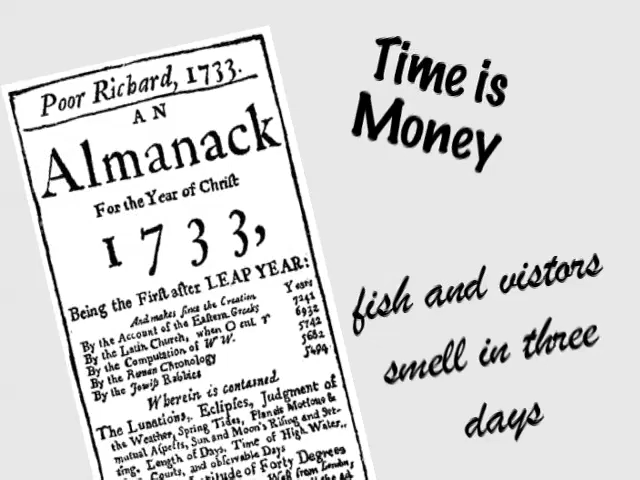 Poor Richard, 1733.
AN
Almanack
For the Year of Christ
1733,
Being the First after LEAP YEAR:
And makes since the Creation Years
By the Account of the Eastern Greeks 7241
By the Latin Church, when O ent r 6932
By the Computation of W W. 5742
By the Roman Chronology 5682
By the Jewish Rabbies 5494
Wherein is contained
The Lunations, Eclipses, Judgment of
the Weather, Spring Tides, Planets Motions &
mutual Aspects, Sun and Moon's Rising and Set-
ting, Length of Days, Time of High Water,
Courts, and observable Days
of Forty Degrees
West from London,
Time is
Money
fish and vistors
smell in three
days